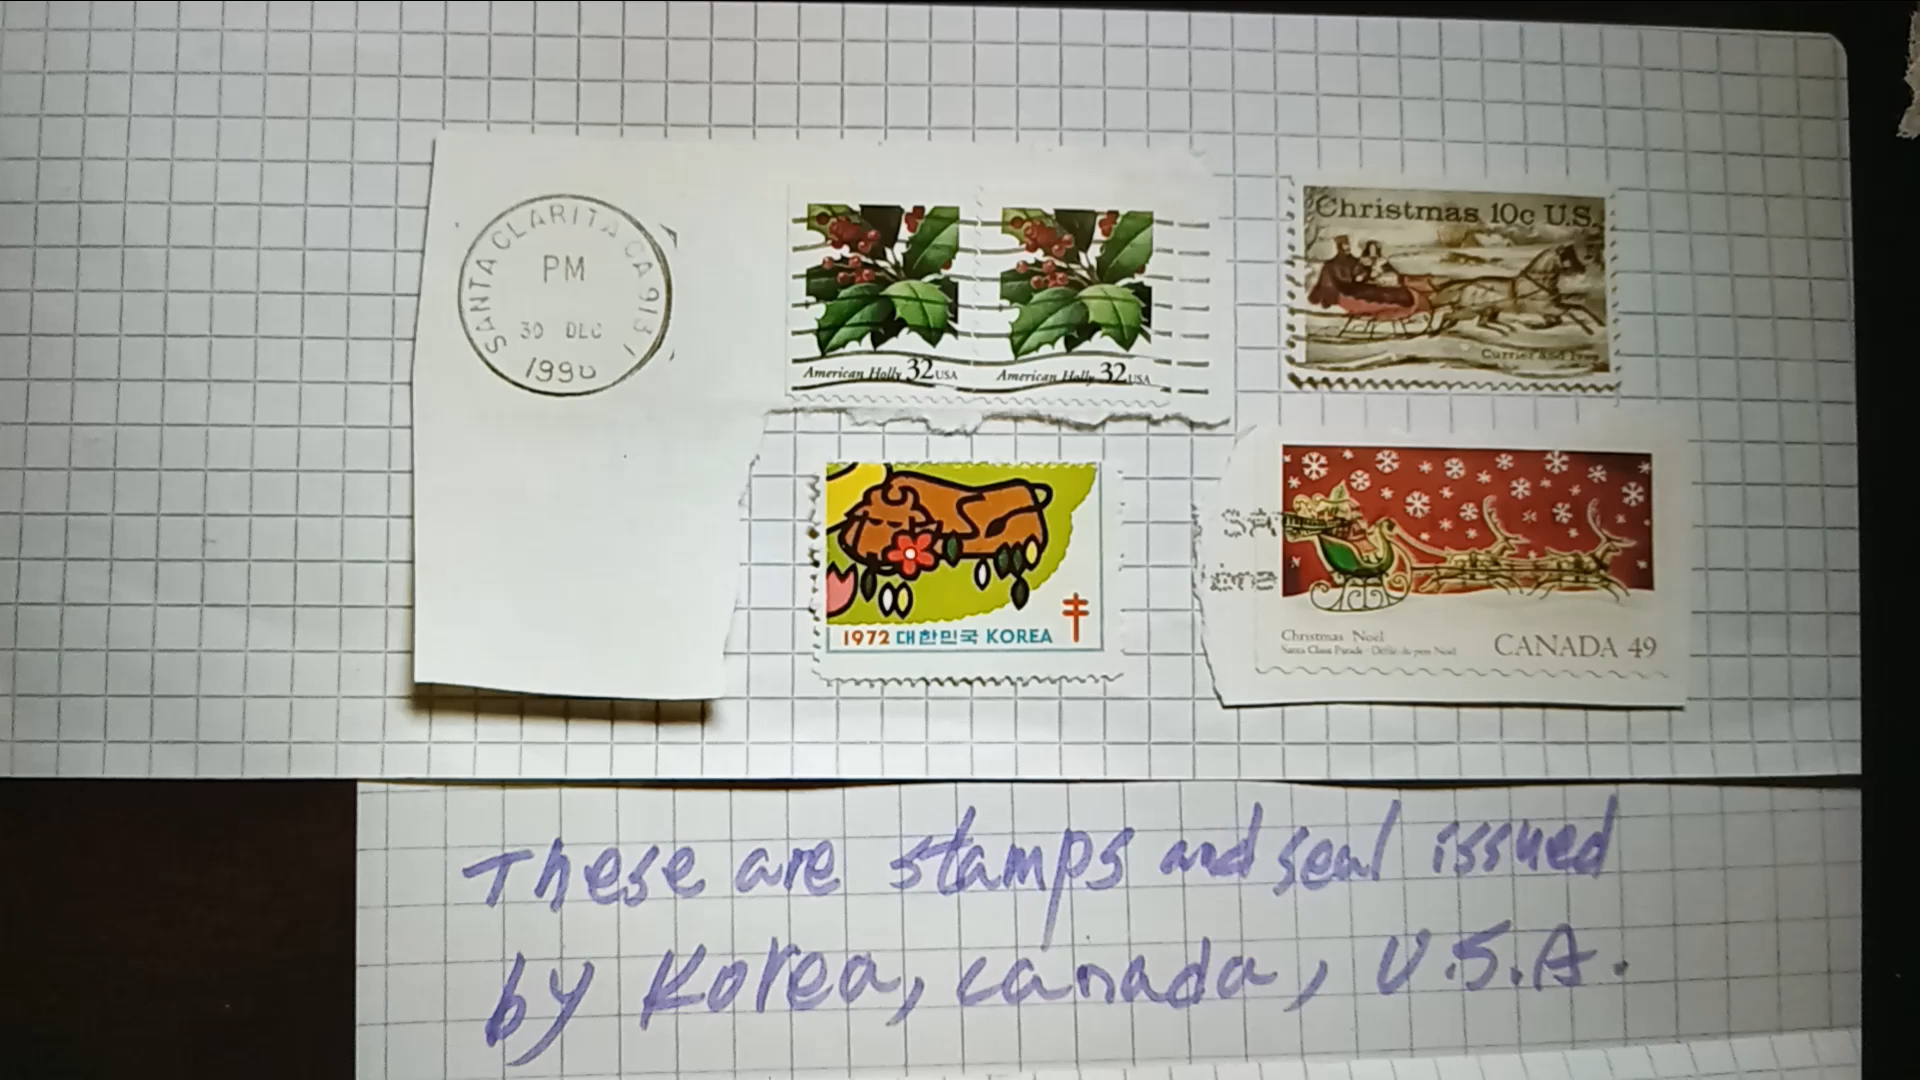 SANTA CLARITA CA 913
PM
30 DEC
American Holly 32 USA
American Holly 32 USA
Christmas 10c U.S.
Currier and Ives
1972 대한민국 KOREA
Christmas Noël
Santa Claus Parade - Défilé du père Noël
CANADA 49
These are stamps and seal issued
by Korea, Canada, U.S.A.